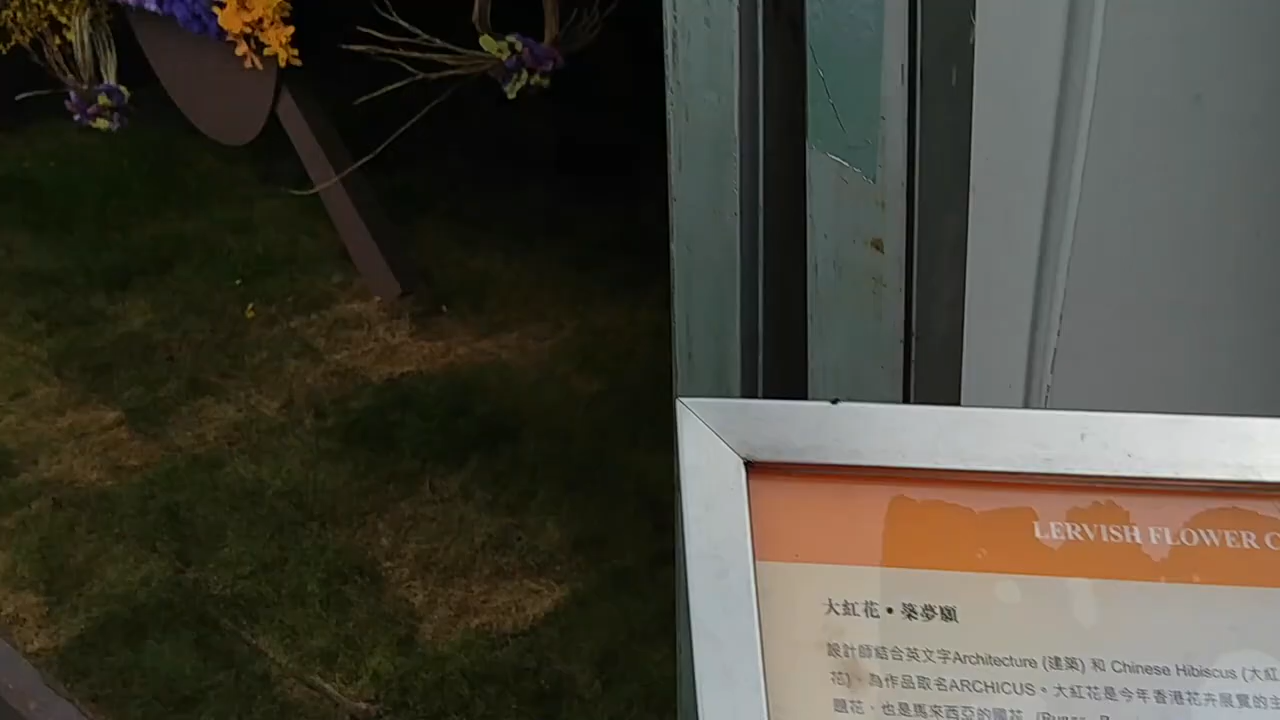 LERVISH FLOWER
大紅花•築夢願
設計師結合英文字Architecture (建築) 和 Chinese Hibiscus (大紅
花)，為作品取名ARCHICUS。大紅花是今年香港花卉展覽的主
題花，也是馬來西亞的國花